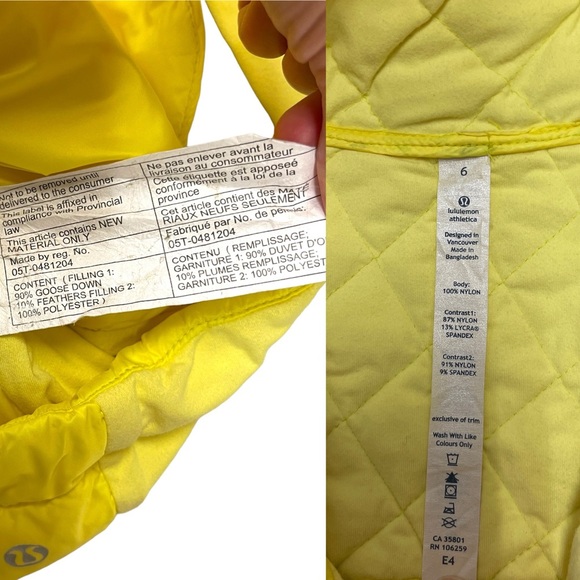 Not to be removed until
delivered to the consumer
This label is affixed in
compliance with Provincial
law
This article contains NEW
MATERIAL ONLY
Made by reg. No.
05T-0481204
CONTENT ( FILLING 1:
90% GOOSE DOWN
10% FEATHERS FILLING 2:
100% POLYESTER )
Ne pas enlever avant la
livraison au consommateur
Cette étiquette est apposée
conformément à la loi de la
province
Cet article contient des MATÉ
RIAUX NEUFS SEULEMENT
Fabriqué par No. de permis.
05T-0481204
CONTENU ( REMPLISSAGE;
GARNITURE 1: 90% DUVET D'O
10% PLUMES REMPLISSAGE;
GARNITURE 2: 100% POLYEST
6
lululemon
athletica
Designed in
Vancouver
Made in
Bangladesh
Body:
100% NYLON
Contrast1:
87% NYLON
13% LYCRA®
SPANDEX
Contrast2:
91% NYLON
9% SPANDEX
exclusive of trim
Wash With Like
Colours Only
CA 35801
RN 106259
E4